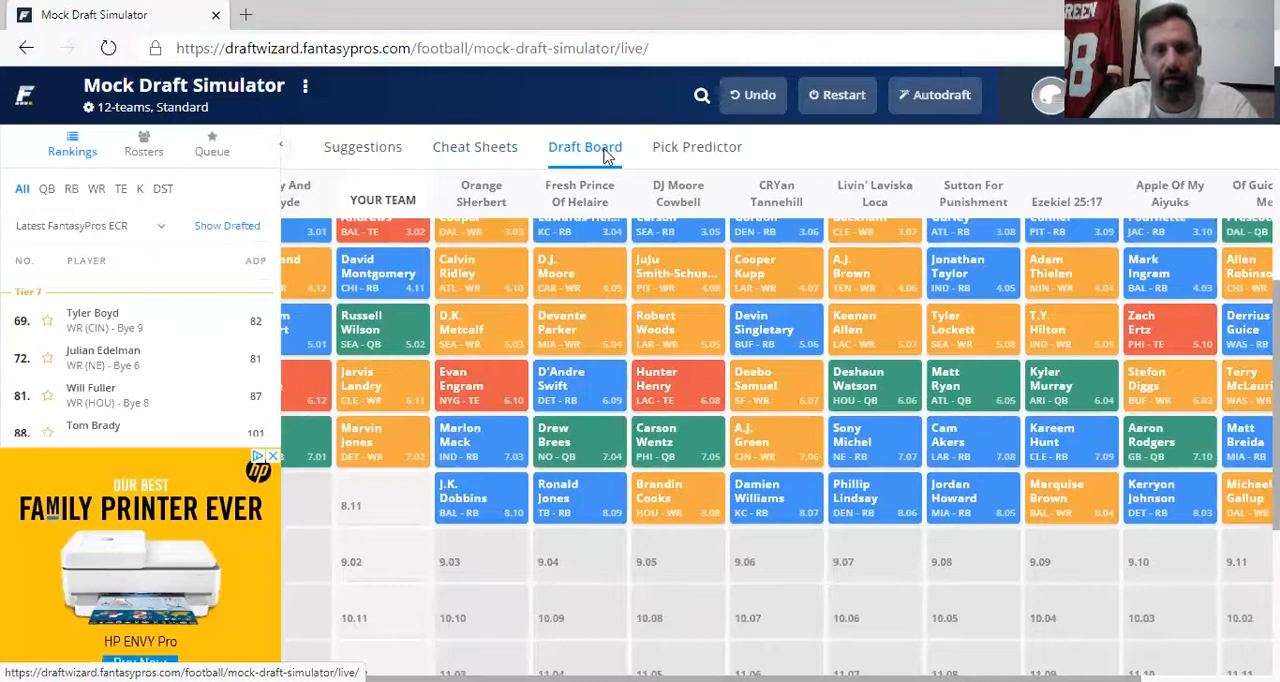 Mock Draft Simulator
https://draftwizard.fantasypros.com/football/mock-draft-simulator/live/
GREEN
Mock Draft Simulator
12-teams, Standard
Undo
Restart
Autodraft
Rankings
Rosters
Queue
Suggestions
Cheat Sheets
Draft Board
Pick Predictor
All QB RB WR TE K DST
Latest FantasyPros ECR
Show Drafted
NO. PLAYER ADP
Tier 7
69. Tyler Boyd 82
WR (CIN) - Bye 9
72. Julian Edelman 81
WR (NE) - Bye 6
81. Will Fuller 87
WR (HOU) - Bye 8
88. Tom Brady 101
OUR BEST
FAMILY PRINTER EVER
hp
HP ENVY Pro
YOUR TEAM
Orange SHerbert
Fresh Prince Of Helaire
DJ Moore Cowbell
CRYan Tannehill
Livin' Laviska Loca
Sutton For Punishment
Ezekiel 25:17
Apple Of My Aiyuks
3.01
BAL - TE 3.02
DAL - WR 3.03
KC - RB 3.04
SEA - RB 3.05
DEN - RB 3.06
CLE - WR 3.07
ATL - RB 3.08
PIT - RB 3.09
JAC - RB 3.10
DAL - QB
4.12
David Montgomery CHI - RB 4.11
Calvin Ridley ATL - WR 4.10
D.J. Moore CAR - WR 4.09
JuJu Smith-Schus... PIT - WR 4.08
Cooper Kupp LAR - WR 4.07
A.J. Brown TEN - WR 4.06
Jonathan Taylor IND - RB 4.05
Adam Thielen MIN - WR 4.04
Mark Ingram BAL - RB 4.03
Allen Robinso CHI - WR
5.01
Russell Wilson SEA - QB 5.02
D.K. Metcalf SEA - WR 5.03
Devante Parker MIA - WR 5.04
Robert Woods LAR - WR 5.05
Devin Singletary BUF - RB 5.06
Keenan Allen LAC - WR 5.07
Tyler Lockett SEA - WR 5.08
T.Y. Hilton IND - WR 5.09
Zach Ertz PHI - TE 5.10
Derrius Guice WAS - RB
6.12
Jarvis Landry CLE - WR 6.11
Evan Engram NYG - TE 6.10
D'Andre Swift DET - RB 6.09
Hunter Henry LAC - TE 6.08
Deebo Samuel SF - WR 6.07
Deshaun Watson HOU - QB 6.06
Matt Ryan ATL - QB 6.05
Kyler Murray ARI - QB 6.04
Stefon Diggs BUF - WR 6.03
Terry McLauri WAS - WR
7.01
Marvin Jones DET - WR 7.02
Marlon Mack IND - RB 7.03
Drew Brees NO - QB 7.04
Carson Wentz PHI - QB 7.05
A.J. Green CIN - WR 7.06
Sony Michel NE - RB 7.07
Cam Akers LAR - RB 7.08
Kareem Hunt CLE - RB 7.09
Aaron Rodgers GB - QB 7.10
Matt Breida MIA - RB
8.11
J.K. Dobbins BAL - RB 8.10
Ronald Jones TB - RB 8.09
Brandin Cooks HOU - WR 8.08
Damien Williams KC - RB 8.07
Phillip Lindsay DEN - RB 8.06
Jordan Howard MIA - RB 8.05
Marquise Brown BAL - WR 8.04
Kerryon Johnson DET - RB 8.03
Michael Gallup DAL - WR
9.02 9.03 9.04 9.05 9.06 9.07 9.08 9.09 9.10 9.11
10.11 10.10 10.09 10.08 10.07 10.06 10.05 10.04 10.03 10.02
https://draftwizard.fantasypros.com/football/mock-draft-simulator/live/